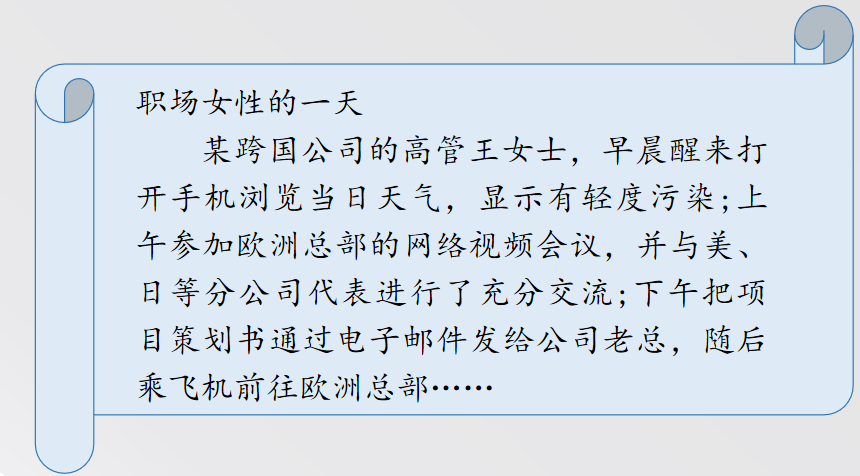 职场女性的一天
某跨国公司的高管王女士，早晨醒来打
开手机浏览当日天气，显示有轻度污染;上
午参加欧洲总部的网络视频会议，并与美、
日等分公司代表进行了充分交流;下午把项
目策划书通过电子邮件发给公司老总，随后
乘飞机前往欧洲总部……